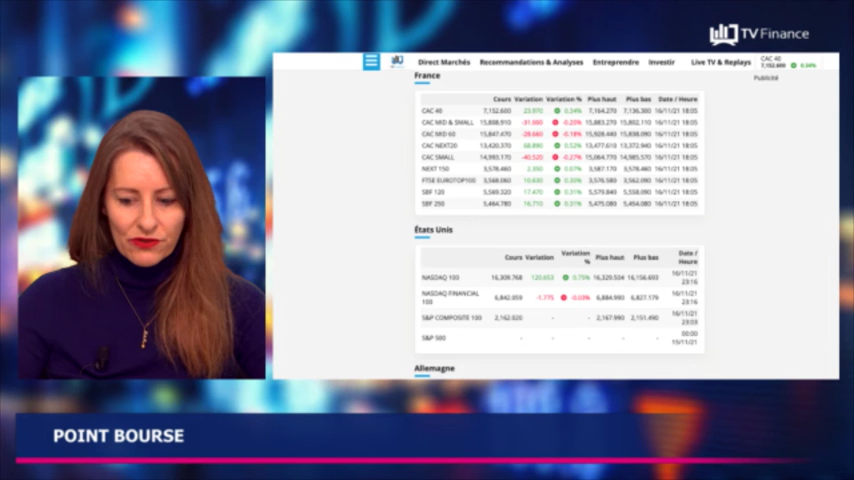 TV Finance
Direct Marchés Recommandations & Analyses Entreprendre Investir Live TV & Replays CAC 40
7,152.600 0.34%
Publicité
France
Cours Variation Variation % Plus haut Plus bas Date / Heure
CAC 40 7,152.600 23.970 0.34% 7,164.270 7,136.300 16/11/21 18:05
CAC MID & SMALL 15,898.910 -31.000 -0.20% 15,883.270 15,802.110 16/11/21 18:05
CAC MID 60 15,847.470 -28.660 -0.18% 15,928.440 15,838.090 16/11/21 18:05
CAC NEXT20 13,420.370 68.890 0.52% 13,477.610 13,372.940 16/11/21 18:05
CAC SMALL 14,993.170 -40.520 -0.27% 15,064.770 14,985.570 16/11/21 18:05
NEXT 150 3,578.460 2.350 0.07% 3,587.170 3,578.460 16/11/21 18:05
FTSE EUROTOP100 3,568.060 10.630 0.30% 3,576.580 3,562.090 16/11/21 18:05
SBF 120 5,569.320 17.470 0.31% 5,579.840 5,558.090 16/11/21 18:05
SBF 250 5,464.780 16.710 0.31% 5,475.080 5,454.080 16/11/21 18:05
États Unis
Cours Variation Variation % Plus haut Plus bas Date / Heure
NASDAQ 100 16,309.768 120.653 0.75% 16,329.534 16,156.603 16/11/21 23:16
NASDAQ FINANCIAL 100 6,842.059 -1.775 -0.03% 6,884.990 6,827.179 16/11/21 23:16
S&P COMPOSITE 100 2,162.020 - - 2,167.990 2,151.490 16/11/21 23:03
S&P 500 - - - - - 00:00 15/11/21
Allemagne
POINT BOURSE